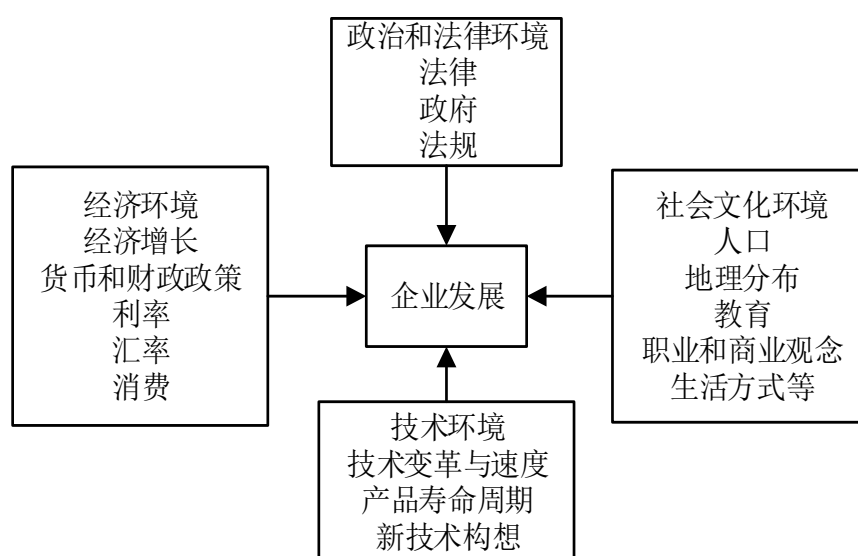 政治和法律环境
法律
政府
法规
经济环境
经济增长
货币和财政政策
利率
汇率
消费
企业发展
社会文化环境
人口
地理分布
教育
职业和商业观念
生活方式等
技术环境
技术变革与速度
产品寿命周期
新技术构想